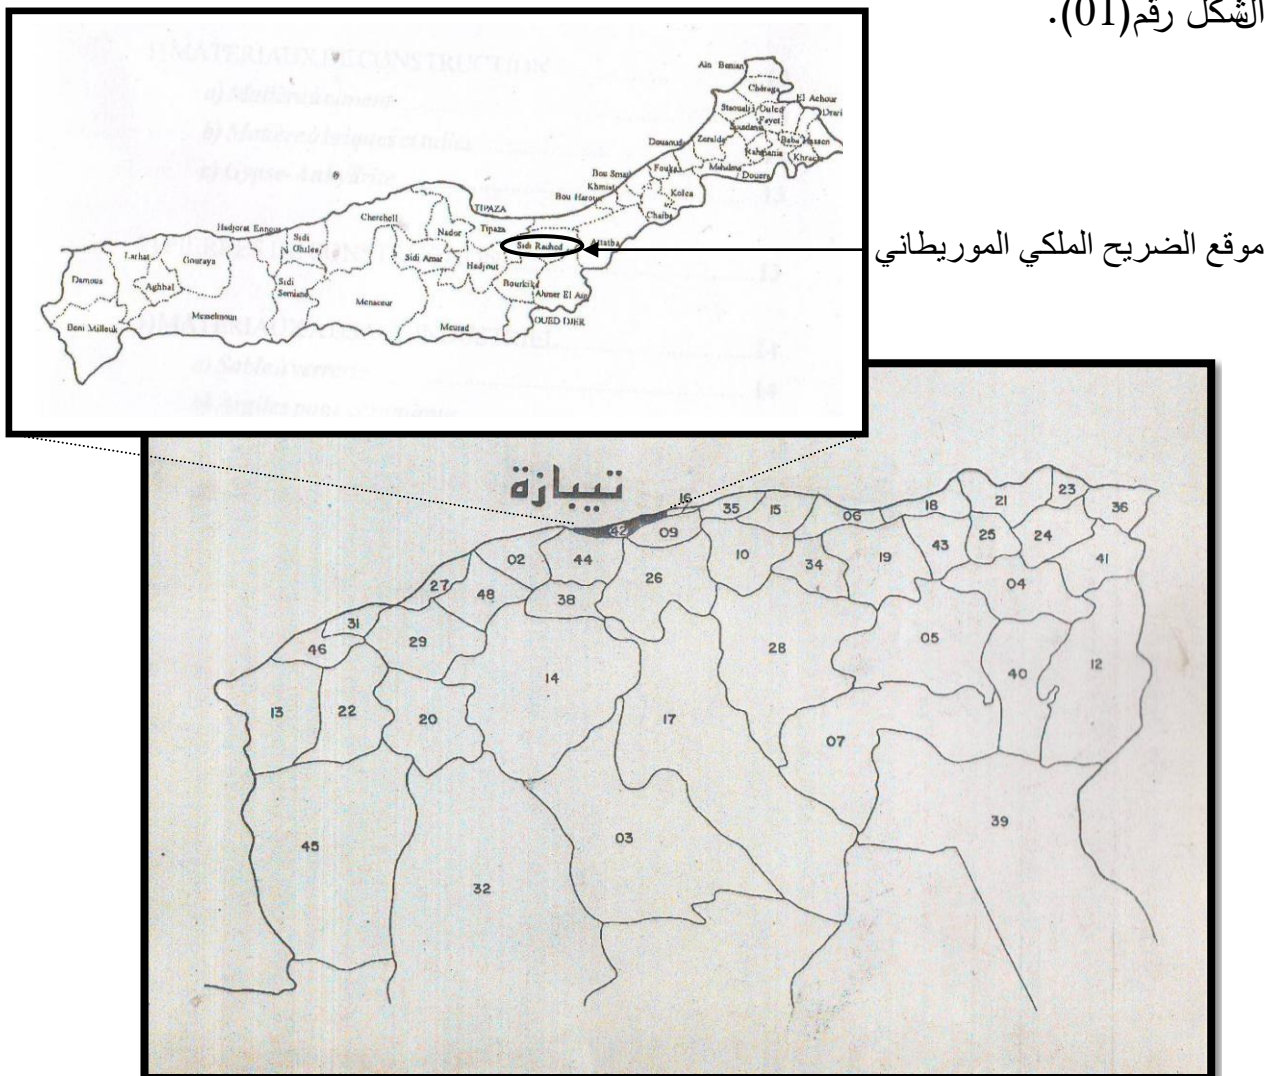 الشكل رقم(01).
Ain Benian
Chéraga
El Achour
Staouali Ouled
Fayet
Drari
Souidania
Douaouda
Zeralda
Baba Hassen
Rahmania
Khraci
Mahalma
Douera
Bou Smail
Fouka
Khmisti
Kolea
Bou Haroun
Chaiba
TIPAZA
Cherchell
Tipaza
Hadjerat Ennous
Nador
Sidi
Ghiles
Sidi Rached
Attatba
موقع الضريح الملكي الموريطاني
Larhat
Gouraya
Sidi Amar
Hadjout
Damous
Aghbal
Sidi
Semiane
Bourkika
Ahmer El Ain
Menaceur
Messelmoun
Beni Milleuk
Meurad
OUED DJER
تيبازة
16
35
15
06
18
21
23
36
42
09
02
44
10
34
19
43
25
24
41
27
48
38
26
04
31
46
29
14
28
05
40
12
13
22
20
17
07
45
32
03
39